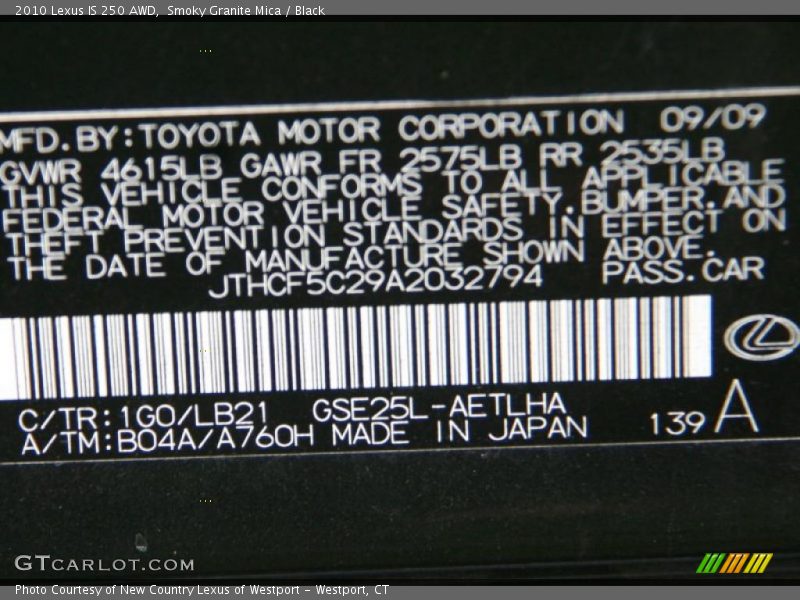 2010 Lexus IS 250 AWD,  Smoky Granite Mica / Black
MFD.BY:TOYOTA MOTOR CORPORATION 09/09
GVWR 4615LB GAWR FR 2575LB RR 2535LB
THIS VEHICLE CONFORMS TO ALL APPLICABLE
FEDERAL MOTOR VEHICLE SAFETY.BUMPER.AND
THEFT PREVENTION STANDARDS IN EFFECT ON
THE DATE OF MANUFACTURE SHOWN ABOVE.
JTHCF5C29A2032794 PASS.CAR
C/TR:1G0/LB21 GSE25L-AETLHA
A/TM:B04A/A760H MADE IN JAPAN 139 A
GTCARLOT.COM
Photo Courtesy of New Country Lexus of Westport - Westport, CT